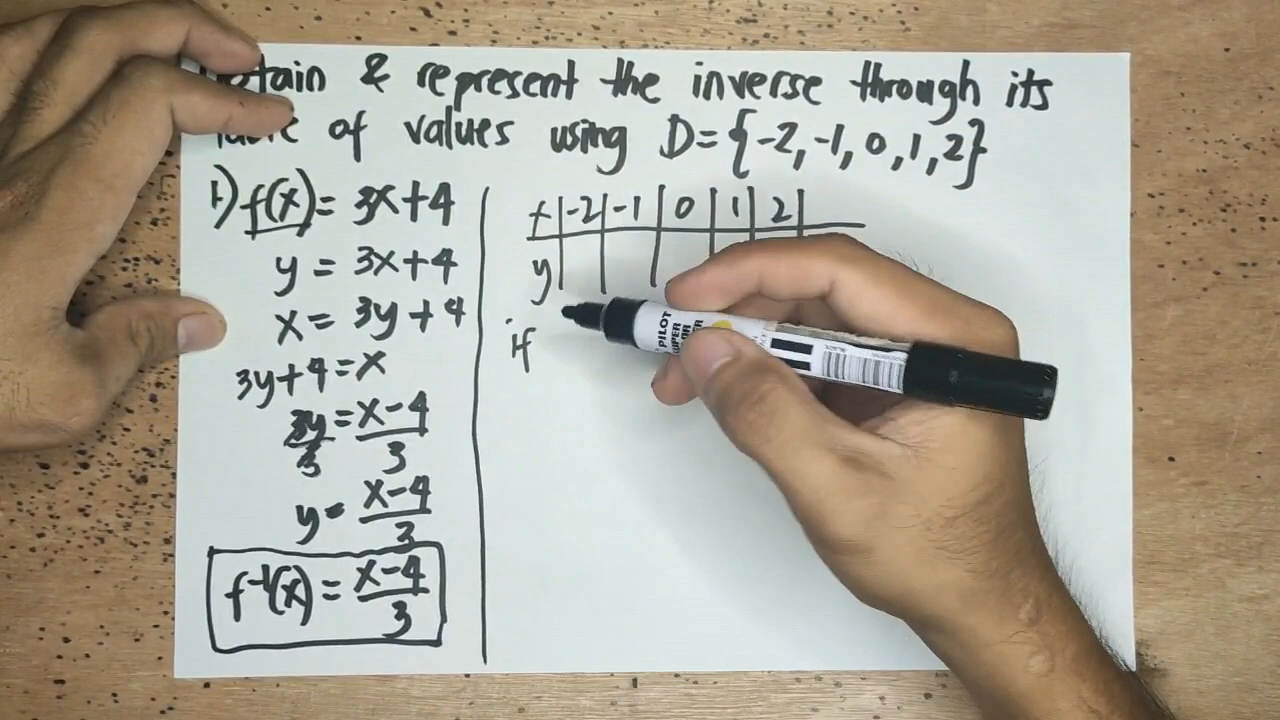 & represent the inverse through its
of values using D={-2,-1,0,1,2}
1.) f(x) = 3x+4
y = 3x+4
x = 3y+4
3y+4=x
3y/3 = x-4/3
y = x-4/3
f⁻¹(x) = x-4/3
x -2 -1 0 1 2
y
if
PILOT